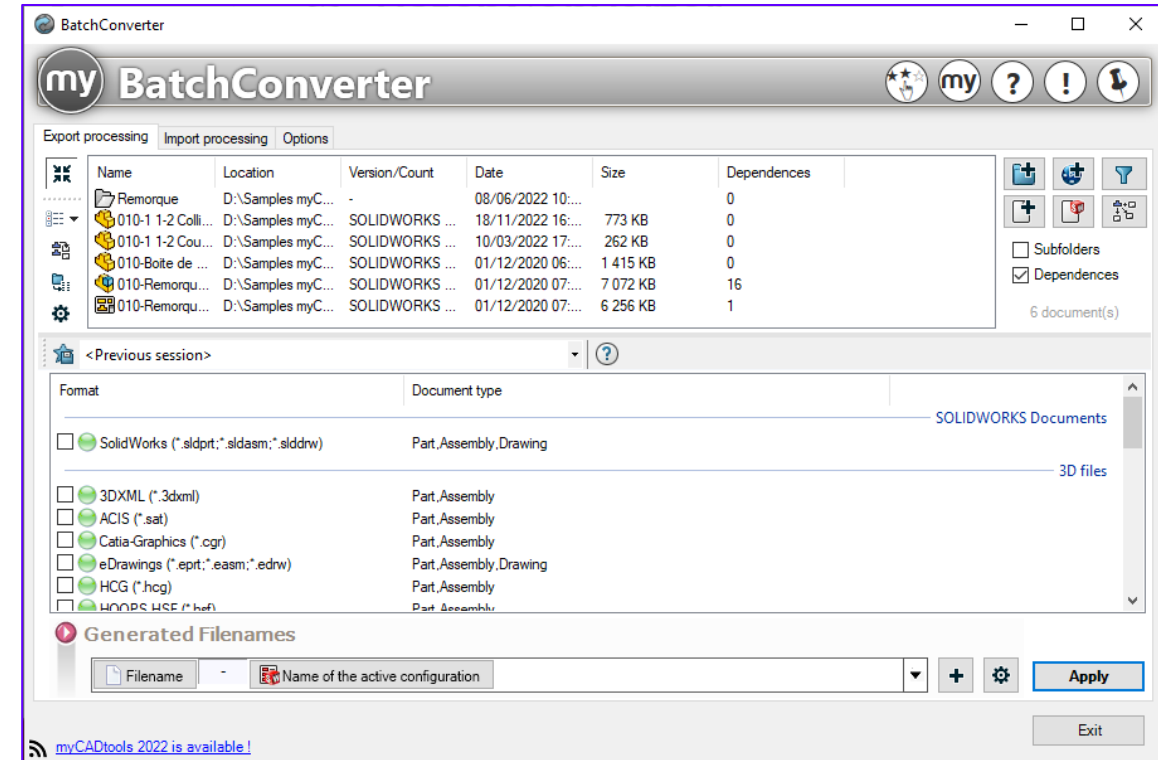 BatchConverter
my BatchConverter my ? !
Export processing Import processing Options
Name Location Version/Count Date Size Dependences
Remorque D:\Samples myC... - 08/06/2022 10:... 0
010-1 1-2 Colli... D:\Samples myC... SOLIDWORKS ... 18/11/2022 16:... 773 KB 0
010-1 1-2 Cou... D:\Samples myC... SOLIDWORKS ... 10/03/2022 17:... 262 KB 0
010-Boite de ... D:\Samples myC... SOLIDWORKS ... 01/12/2020 06:... 1 415 KB 0
010-Remorqu... D:\Samples myC... SOLIDWORKS ... 01/12/2020 07:... 7 072 KB 16
010-Remorqu... D:\Samples myC... SOLIDWORKS ... 01/12/2020 07:... 6 256 KB 1
Subfolders
Dependences
6 document(s)
<Previous session> ?
Format Document type
SOLIDWORKS Documents
SolidWorks (*.sldprt;*.sldasm;*.slddrw) Part,Assembly,Drawing
3D files
3DXML (*.3dxml) Part,Assembly
ACIS (*.sat) Part,Assembly
Catia-Graphics (*.cgr) Part,Assembly
eDrawings (*.eprt;*.easm;*.edrw) Part,Assembly,Drawing
HCG (*.hcg) Part,Assembly
HOOPS HSF (*.hsf) Part,Assembly
Generated Filenames
Filename - Name of the active configuration + Apply
Exit
myCADtools 2022 is available !